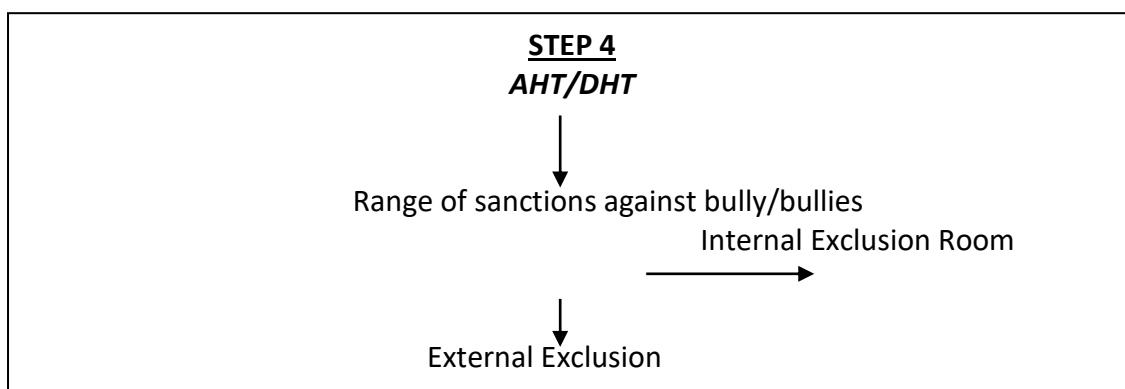 STEP 4
AHT/DHT
Range of sanctions against bully/bullies
Internal Exclusion Room
External Exclusion